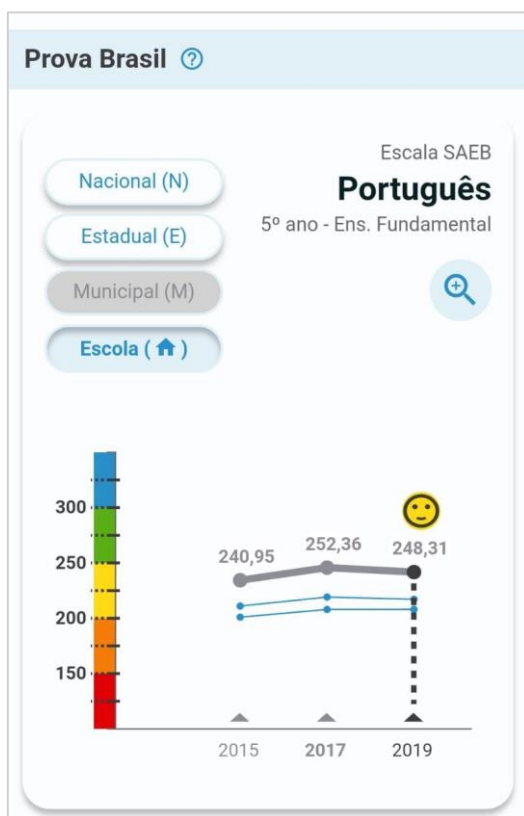 Prova Brasil ?
Nacional (N)
Estadual (E)
Municipal (M)
Escola ( )
Escala SAEB
Português
5º ano - Ens. Fundamental
300
250
200
150
240,95
252,36
248,31
2015
2017
2019